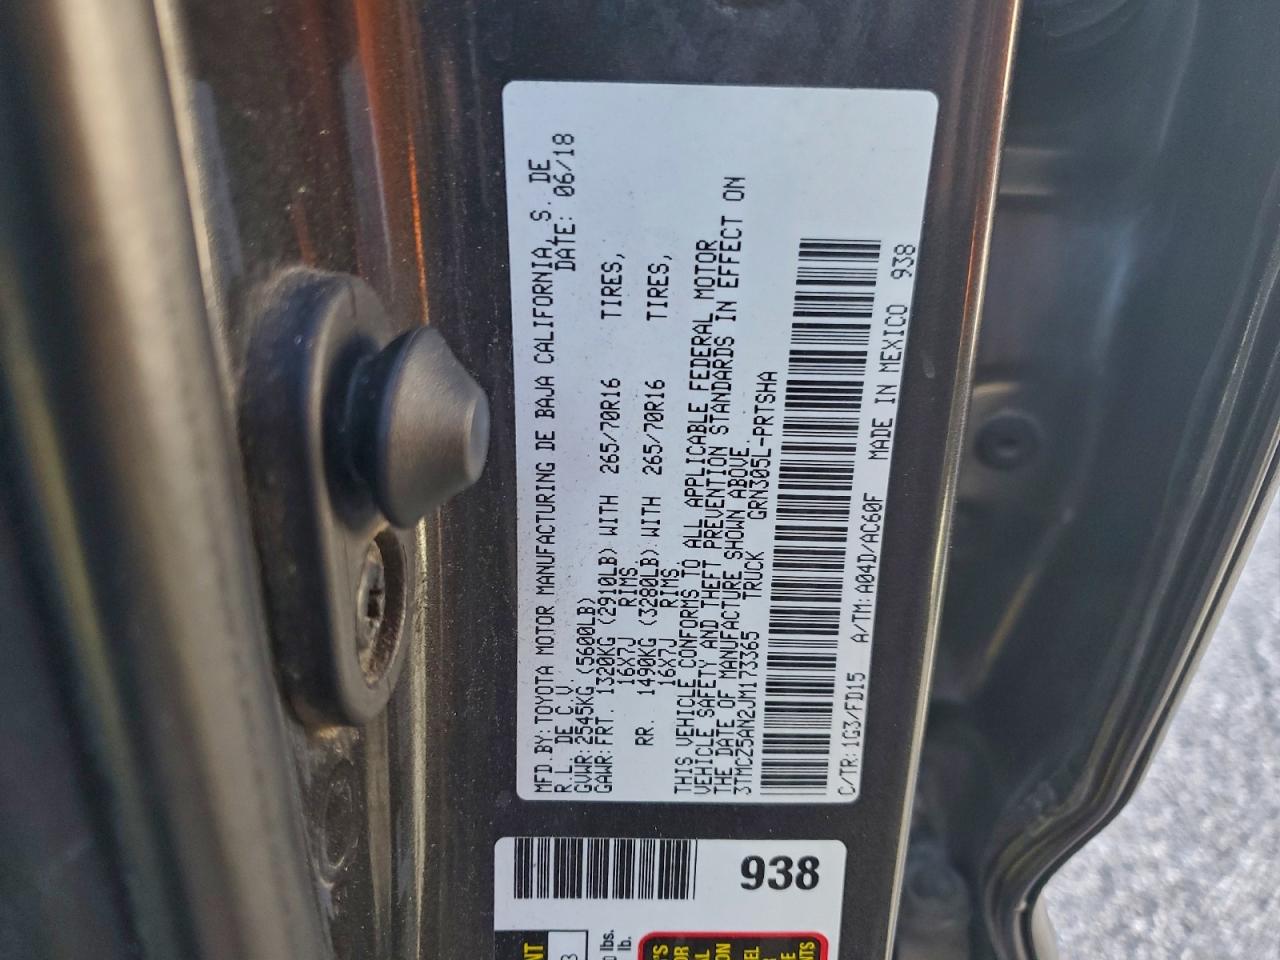 MFD.BY:TOYOTA MOTOR MANUFACTURING DE BAJA CALIFORNIA, S. DE
R.L. DE C.V. DATE: 06/18
GVWR:2545KG (5600LB)
GAWR:FRT. 1320KG (2910LB) WITH 265/70R16 TIRES,
16X7J RIMS
RR. 1490KG (3280LB) WITH 265/70R16 TIRES,
16X7J RIMS.
THIS VEHICLE CONFORMS TO ALL APPLICABLE FEDERAL MOTOR
VEHICLE SAFETY AND THEFT PREVENTION STANDARDS IN EFFECT ON
THE DATE OF MANUFACTURE SHOWN ABOVE.
3TMCZ5AN2JM173365 TRUCK GRN305L-PRTSHA
C/TR:1G3/FD15 A/TM:A04D/AC60F MADE IN MEXICO 938
938
lbs.
lb.